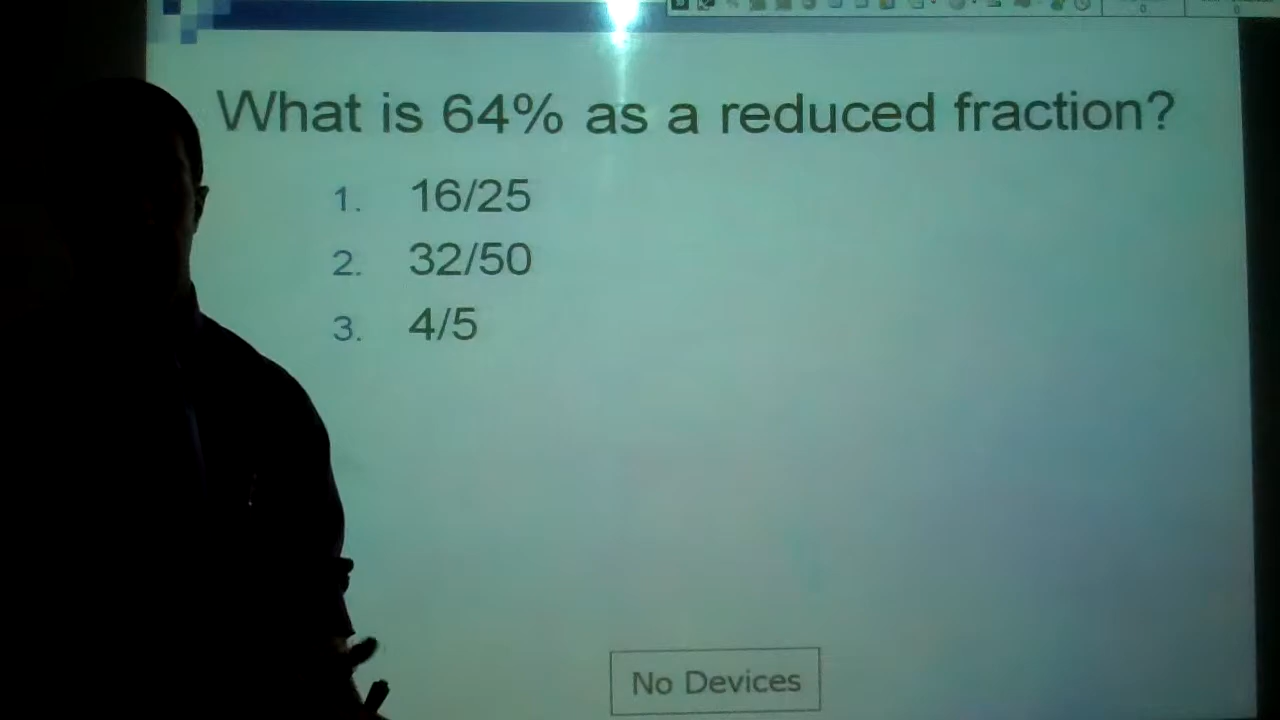 What is 64% as a reduced fraction?
1. 16/25
2. 32/50
3. 4/5
No Devices